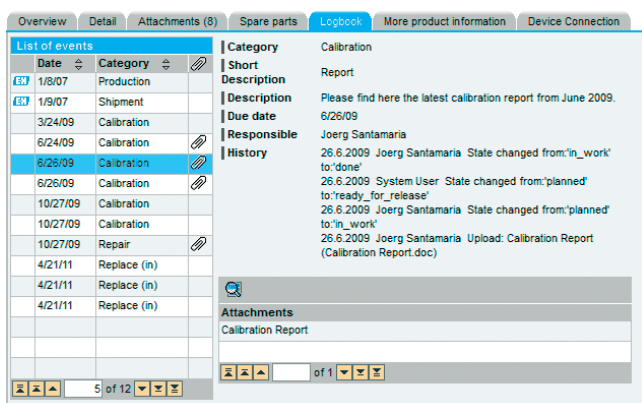 Overview Detail Attachments (8) Spare parts Logbook More product information Device Connection
List of events
Date Category
1/8/07 Production
1/9/07 Shipment
3/24/09 Calibration
6/24/09 Calibration
6/26/09 Calibration
6/26/09 Calibration
10/27/09 Calibration
10/27/09 Calibration
10/27/09 Repair
4/21/11 Replace (in)
4/21/11 Replace (in)
4/21/11 Replace (in)
5 of 12
Category Calibration
Short
Description Report
Description Please find here the latest calibration report from June 2009.
Due date 6/26/09
Responsible Joerg Santamaria
History 26.6.2009 Joerg Santamaria State changed from:'in_work'
to:'done'
26.6.2009 System User State changed from:'planned'
to:'ready_for_release'
26.6.2009 Joerg Santamaria State changed from:'planned'
to:'in_work'
26.6.2009 Joerg Santamaria Upload: Calibration Report
(Calibration Report.doc)
Attachments
Calibration Report
of 1